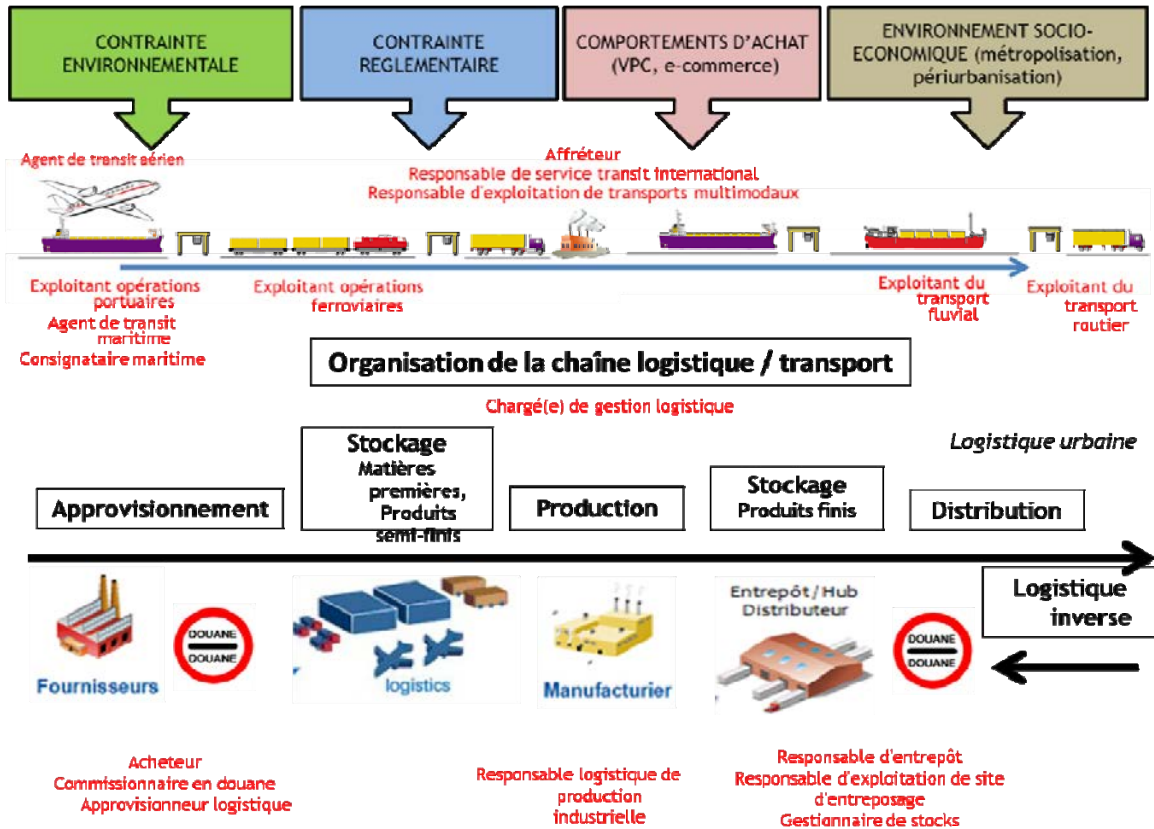 CONTRAINTE
ENVIRONNEMENTALE
CONTRAINTE
REGLEMENTAIRE
COMPORTEMENTS D'ACHAT
(VPC, e-commerce)
ENVIRONNEMENT SOCIO-
ECONOMIQUE (métropolisation,
périurbanisation)
Agent de transit aérien
Affréteur
Responsable de service transit international
Responsable d'exploitation de transports multimodaux
Exploitant opérations
portuaires
Agent de transit
maritime
Consignataire maritime
Exploitant opérations
ferroviaires
Exploitant du
transport
fluvial
Exploitant du
transport
routier
Organisation de la chaîne logistique / transport
Chargé(e) de gestion logistique
Logistique urbaine
Approvisionnement
Stockage
Matières
premières,
Produits
semi-finis
Production
Stockage
Produits finis
Distribution
Logistique
inverse
Fournisseurs
DOUANE
DOUANE
logistics
Manufacturier
Entrepôt / Hub
Distributeur
DOUANE
DOUANE
Acheteur
Commissionnaire en douane
Approvisionneur logistique
Responsable logistique de
production
industrielle
Responsable d'entrepôt
Responsable d'exploitation de site
d'entreposage
Gestionnaire de stocks